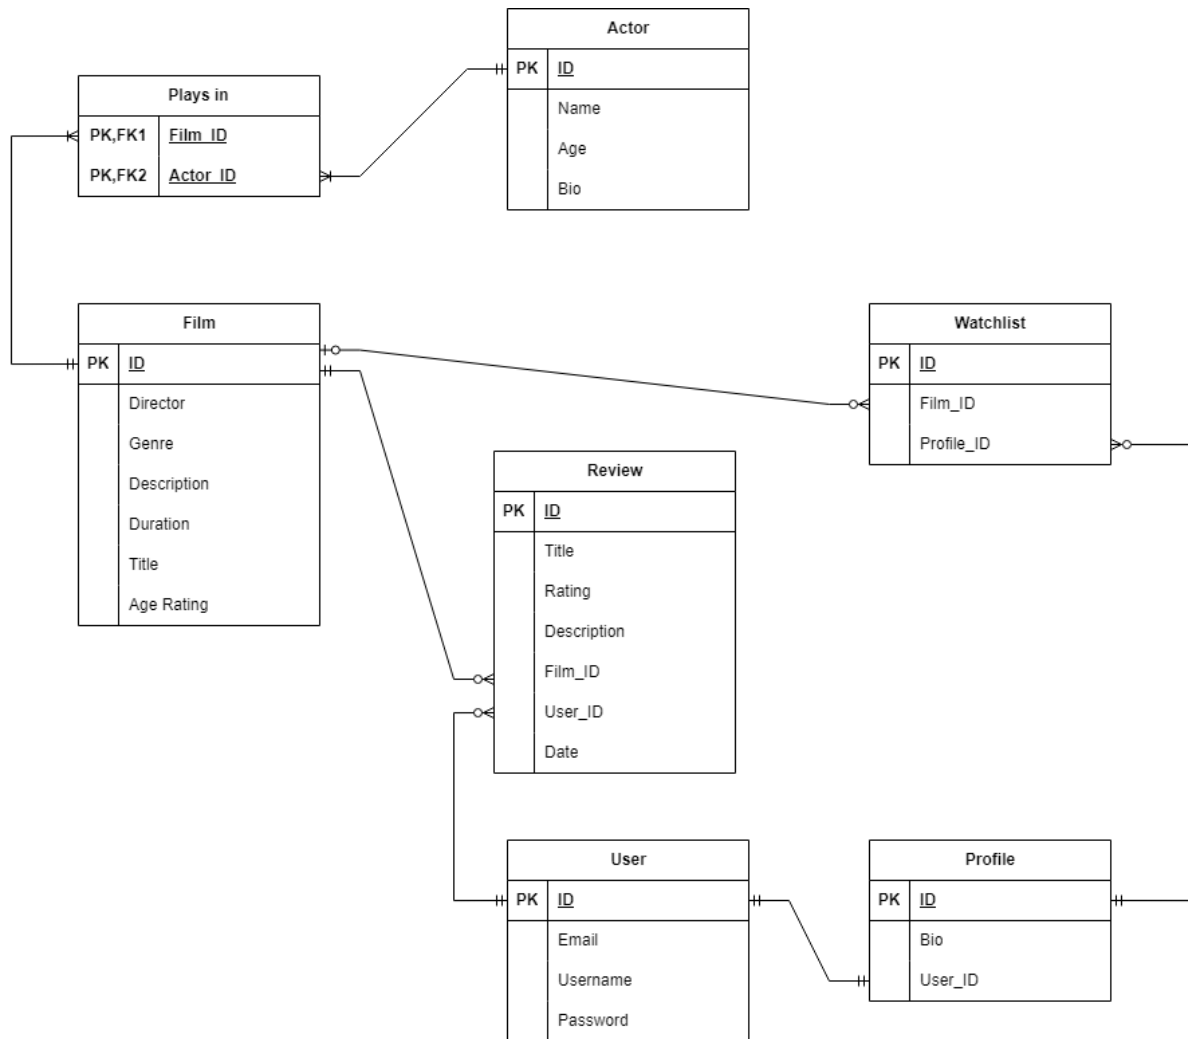 Actor
PK ID
Name
Age
Bio
Plays in
PK,FK1 Film_ID
PK,FK2 Actor_ID
Film
PK ID
Director
Genre
Description
Duration
Title
Age Rating
Watchlist
PK ID
Film_ID
Profile_ID
Review
PK ID
Title
Rating
Description
Film_ID
User_ID
Date
User
PK ID
Email
Username
Password
Profile
PK ID
Bio
User_ID